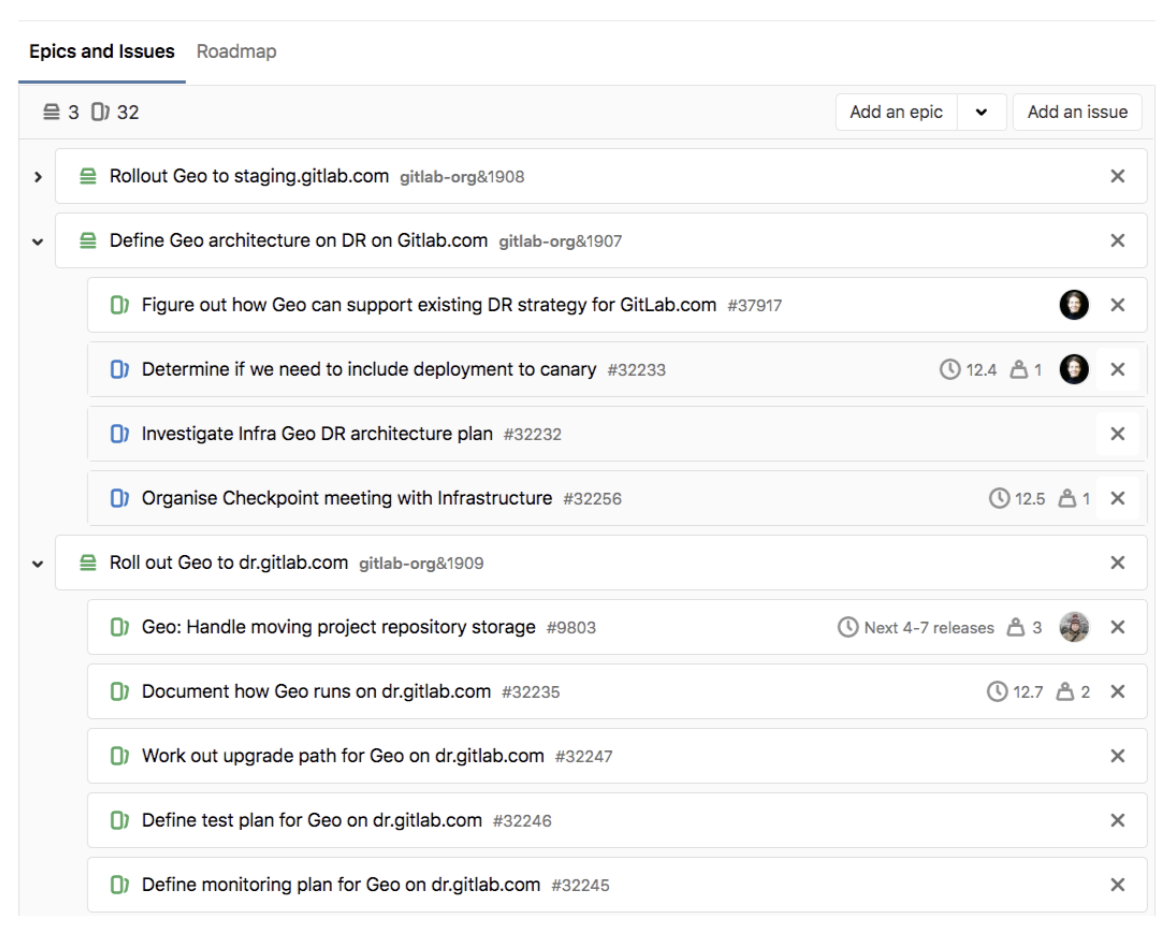 Epics and Issues Roadmap
3 32 Add an epic Add an issue
Rollout Geo to staging.gitlab.com gitlab-org&1908
Define Geo architecture on DR on Gitlab.com gitlab-org&1907
Figure out how Geo can support existing DR strategy for GitLab.com #37917
Determine if we need to include deployment to canary #32233 12.4 1
Investigate Infra Geo DR architecture plan #32232
Organise Checkpoint meeting with Infrastructure #32256 12.5 1
Roll out Geo to dr.gitlab.com gitlab-org&1909
Geo: Handle moving project repository storage #9803 Next 4-7 releases 3
Document how Geo runs on dr.gitlab.com #32235 12.7 2
Work out upgrade path for Geo on dr.gitlab.com #32247
Define test plan for Geo on dr.gitlab.com #32246
Define monitoring plan for Geo on dr.gitlab.com #32245